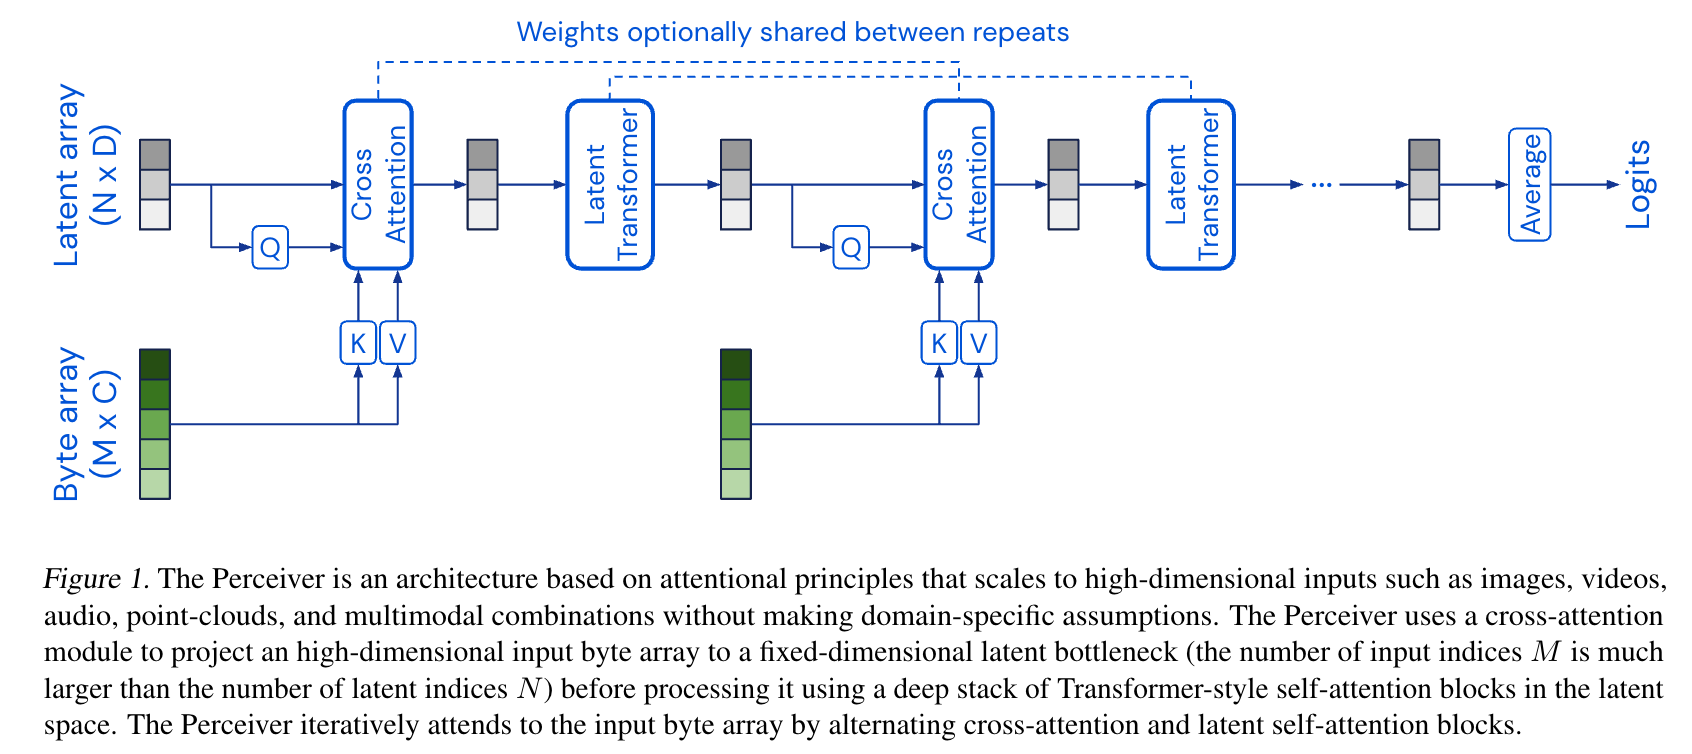 Weights optionally shared between repeats
Latent array
(N x D)
Q
Cross
Attention
K
V
Latent
Transformer
Q
Cross
Attention
K
V
Latent
Transformer
...
Average
Logits
Byte array
(M x C)
Figure 1. The Perceiver is an architecture based on attentional principles that scales to high-dimensional inputs such as images, videos,
audio, point-clouds, and multimodal combinations without making domain-specific assumptions. The Perceiver uses a cross-attention
module to project an high-dimensional input byte array to a fixed-dimensional latent bottleneck (the number of input indices M is much
larger than the number of latent indices N) before processing it using a deep stack of Transformer-style self-attention blocks in the latent
space. The Perceiver iteratively attends to the input byte array by alternating cross-attention and latent self-attention blocks.